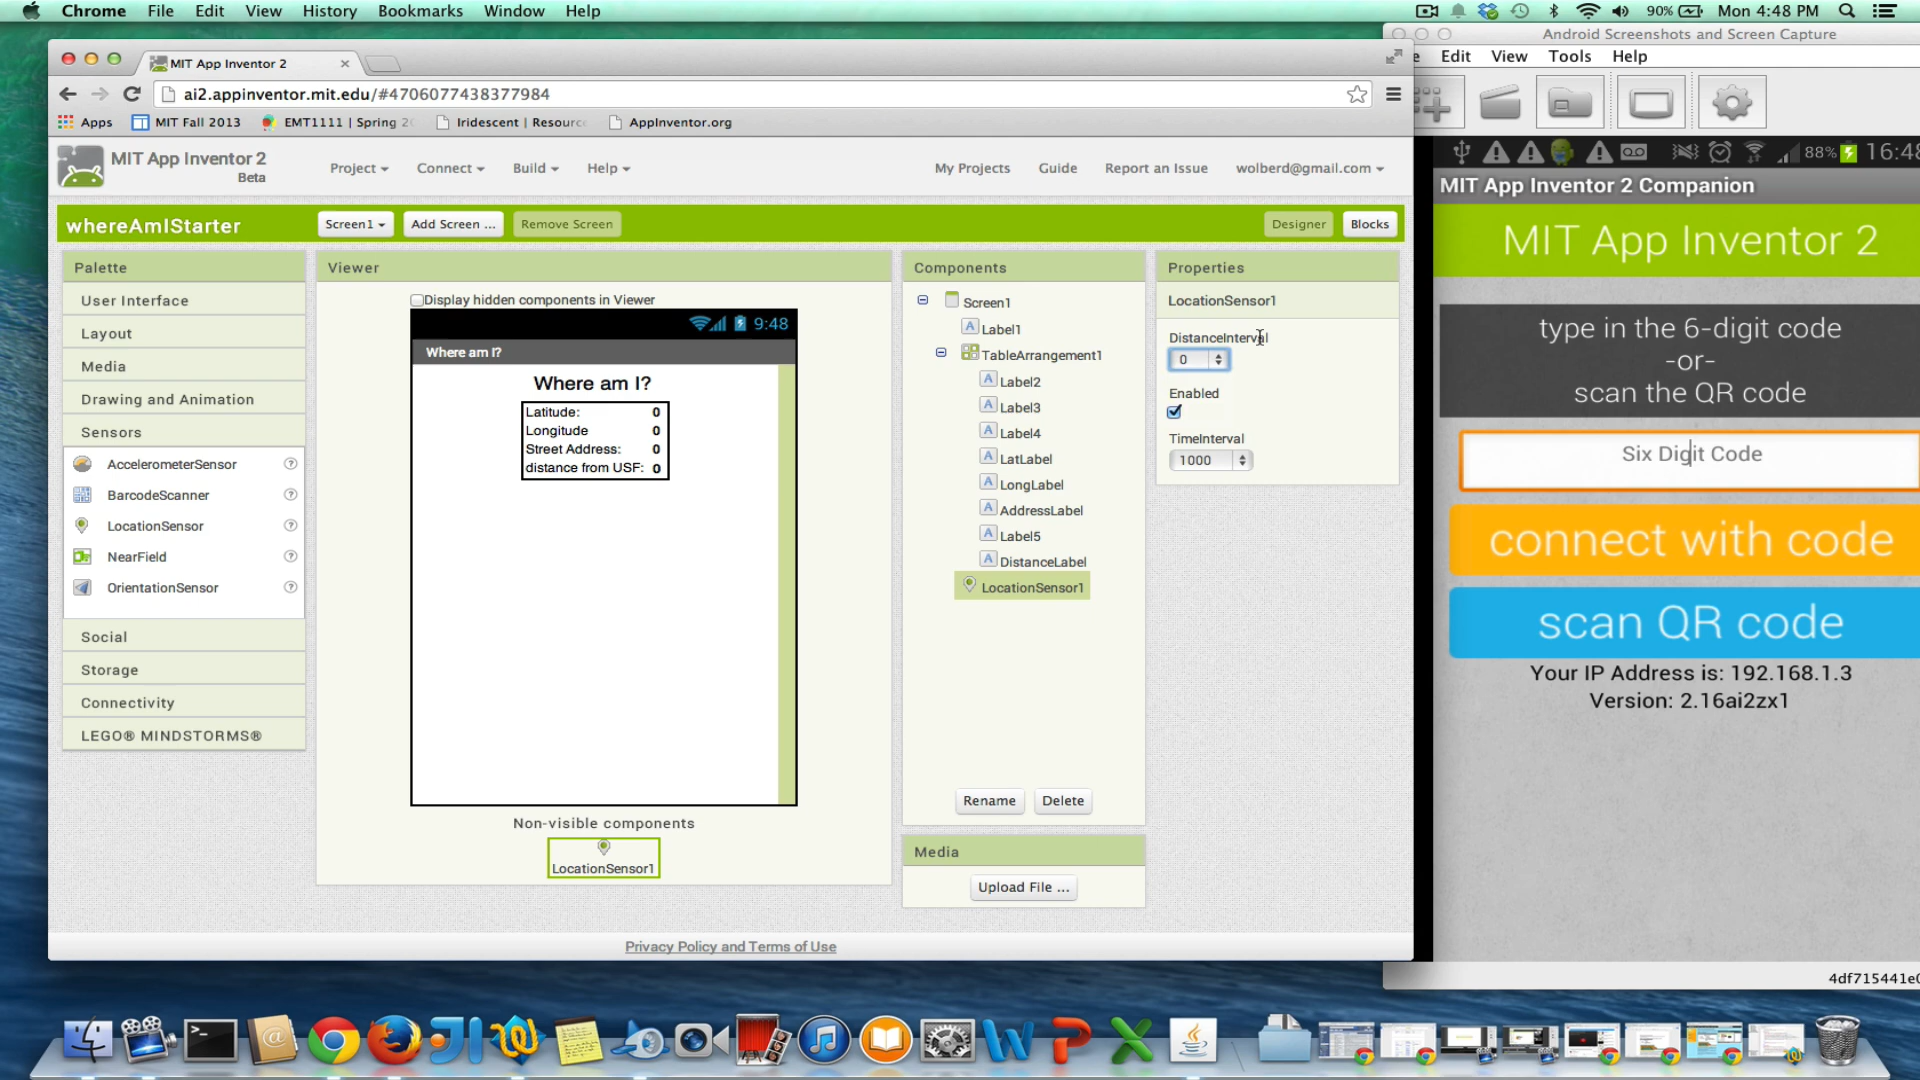 Chrome File Edit View History Bookmarks Window Help
90% Mon 4:48 PM
MIT App Inventor 2
ai2.appinventor.mit.edu/#4706077438377984
Apps MIT Fall 2013 EMT1111 | Spring 2 Iridescent | Resourc AppInventor.org
MIT App Inventor 2
Beta
Project Connect Build Help My Projects Guide Report an Issue wolberd@gmail.com
whereAmIStarter Screen1 Add Screen ... Remove Screen Designer Blocks
Palette
User Interface
Layout
Media
Drawing and Animation
Sensors
AccelerometerSensor ?
BarcodeScanner ?
LocationSensor ?
NearField ?
OrientationSensor ?
Social
Storage
Connectivity
LEGO® MINDSTORMS®
Viewer
Display hidden components in Viewer
9:48
Where am I?
Where am I?
Latitude: 0
Longitude 0
Street Address: 0
distance from USF: 0
Non-visible components
LocationSensor1
Components
Screen1
Label1
TableArrangement1
Label2
Label3
Label4
LatLabel
LongLabel
AddressLabel
Label5
DistanceLabel
LocationSensor1
Rename Delete
Media
Upload File ...
Properties
LocationSensor1
DistanceInterval
0
Enabled
TimeInterval
1000
Privacy Policy and Terms of Use
Android Screenshots and Screen Capture
e Edit View Tools Help
88% 16:48
MIT App Inventor 2 Companion
MIT App Inventor 2
type in the 6-digit code
-or-
scan the QR code
Six Digit Code
connect with code
scan QR code
Your IP Address is: 192.168.1.3
Version: 2.16ai2zx1
4df715441e0